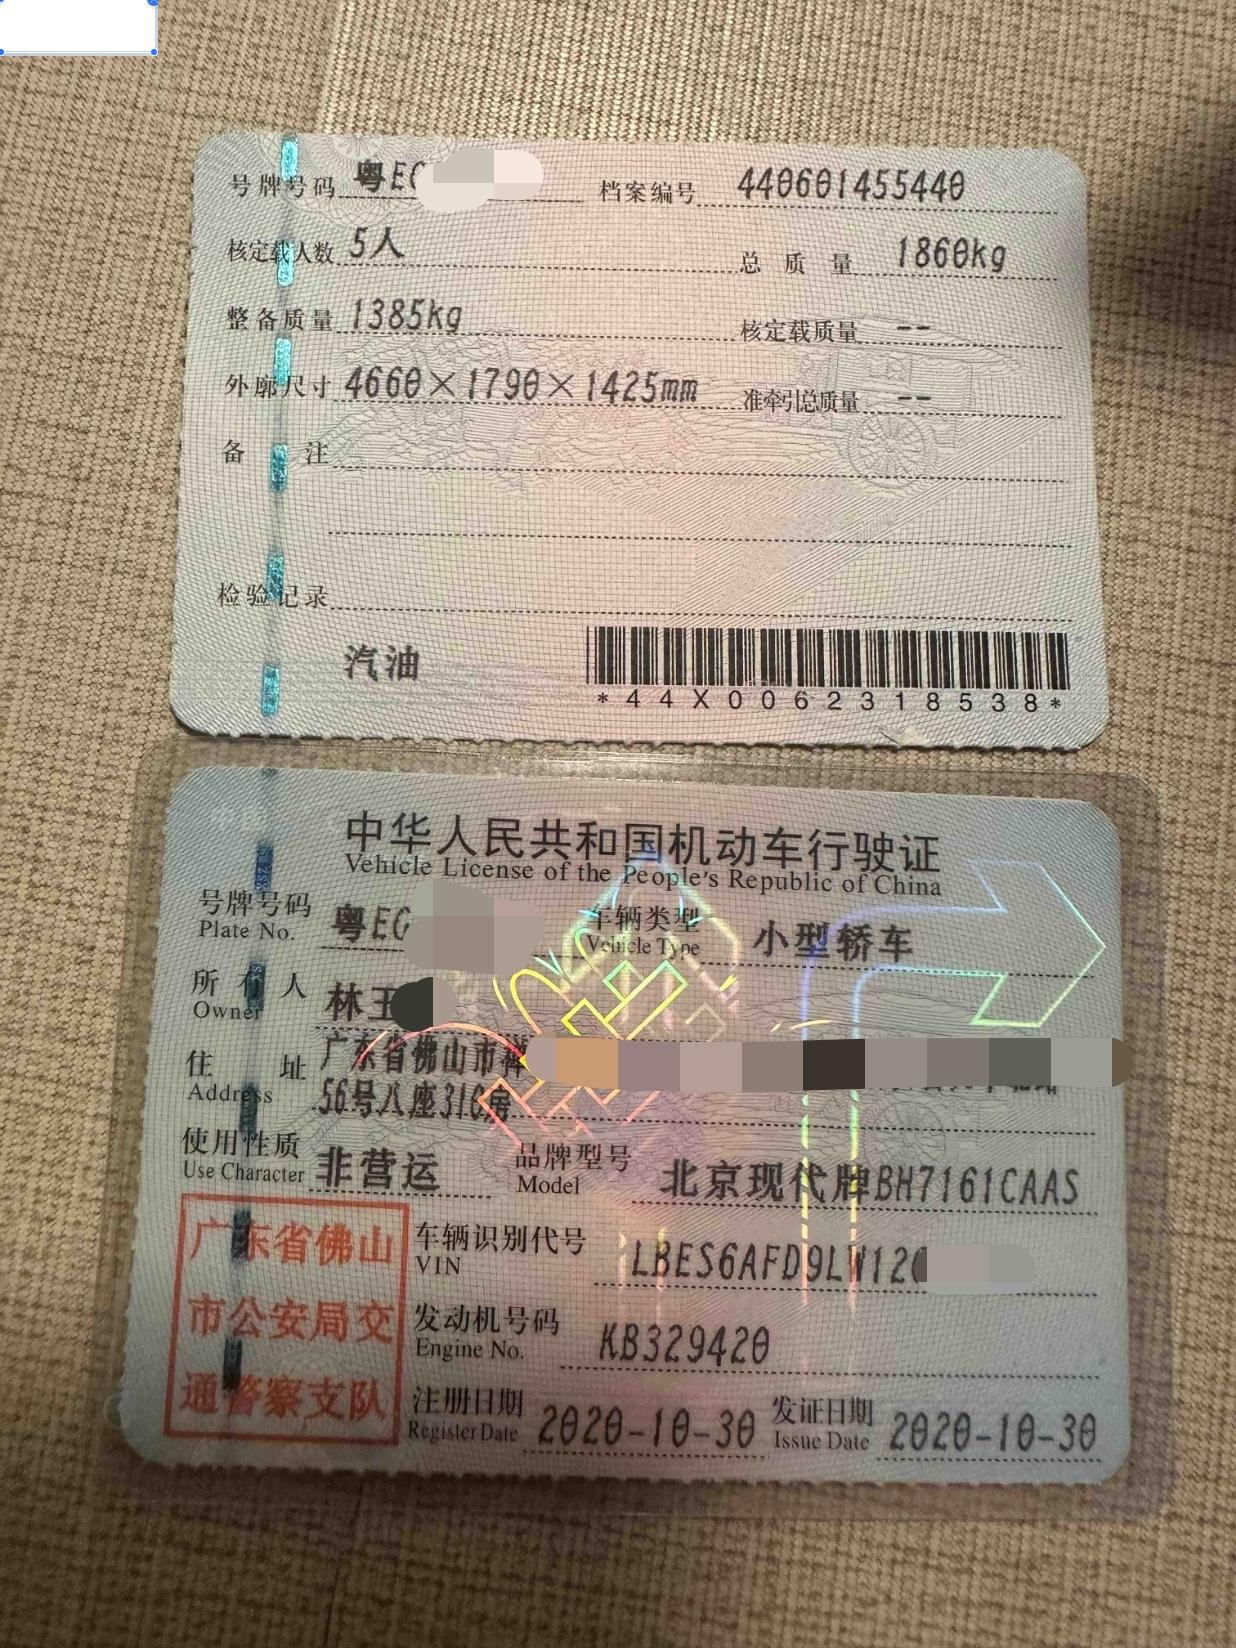 号牌号码 粤EG 档案编号 440601455440
核定载人数 5人 总质量 1860kg
整备质量 1385kg 核定载质量 --
外廓尺寸 4660×1790×1425mm 准牵引总质量 --
备注
检验记录
汽油
*44X0062318538*
中华人民共和国机动车行驶证
Vehicle License of the People's Republic of China
号牌号码 粤EG 车辆类型 小型轿车
Plate No. Vehicle Type
所有人 林玉
Owner
住址 广东省佛山市禅
Address 56号八座310房
使用性质 非营运 品牌型号 北京现代牌BH7161CAAS
Use Character Model
广东省佛山
市公安局交
通警察支队
车辆识别代号 LBES6AFD9LW12
VIN
发动机号码 KB329420
Engine No.
注册日期 2020-10-30 发证日期 2020-10-30
Register Date Issue Date